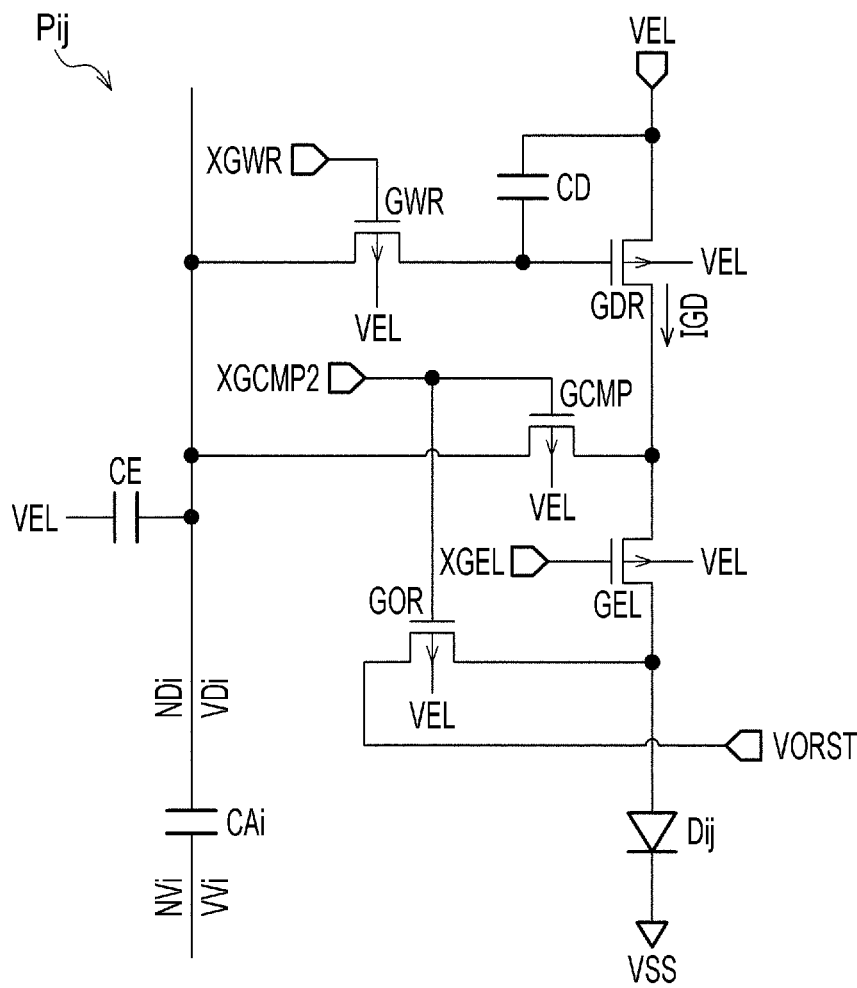 Pij
VEL
XGWR
GWR
CD
VEL
GDR
VEL
IGD
XGCMP2
GCMP
VEL
CE
VEL
XGEL
GEL
VEL
GOR
VEL
NDi
VDi
VORST
CAi
Dij
NVi
VVi
VSS